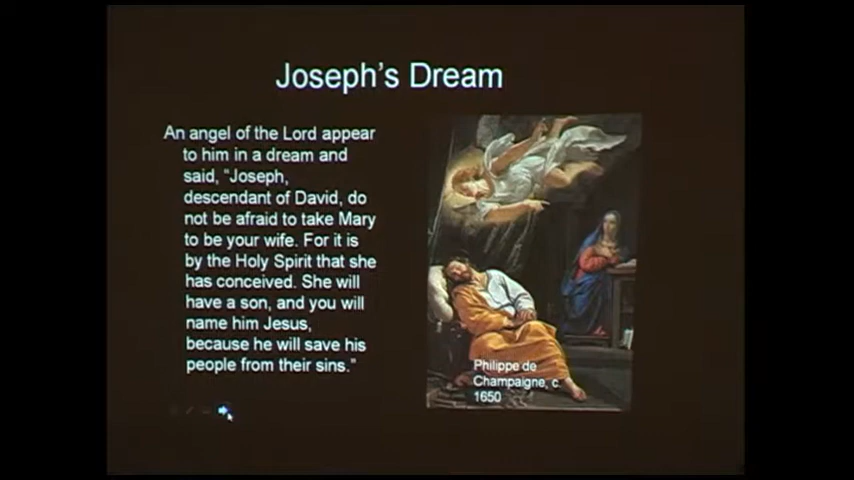 Joseph's Dream
An angel of the Lord appear
to him in a dream and
said, "Joseph,
descendant of David, do
not be afraid to take Mary
to be your wife. For it is
by the Holy Spirit that she
has conceived. She will
have a son, and you will
name him Jesus,
because he will save his
people from their sins."
Philippe de
Champaigne, c.
1650